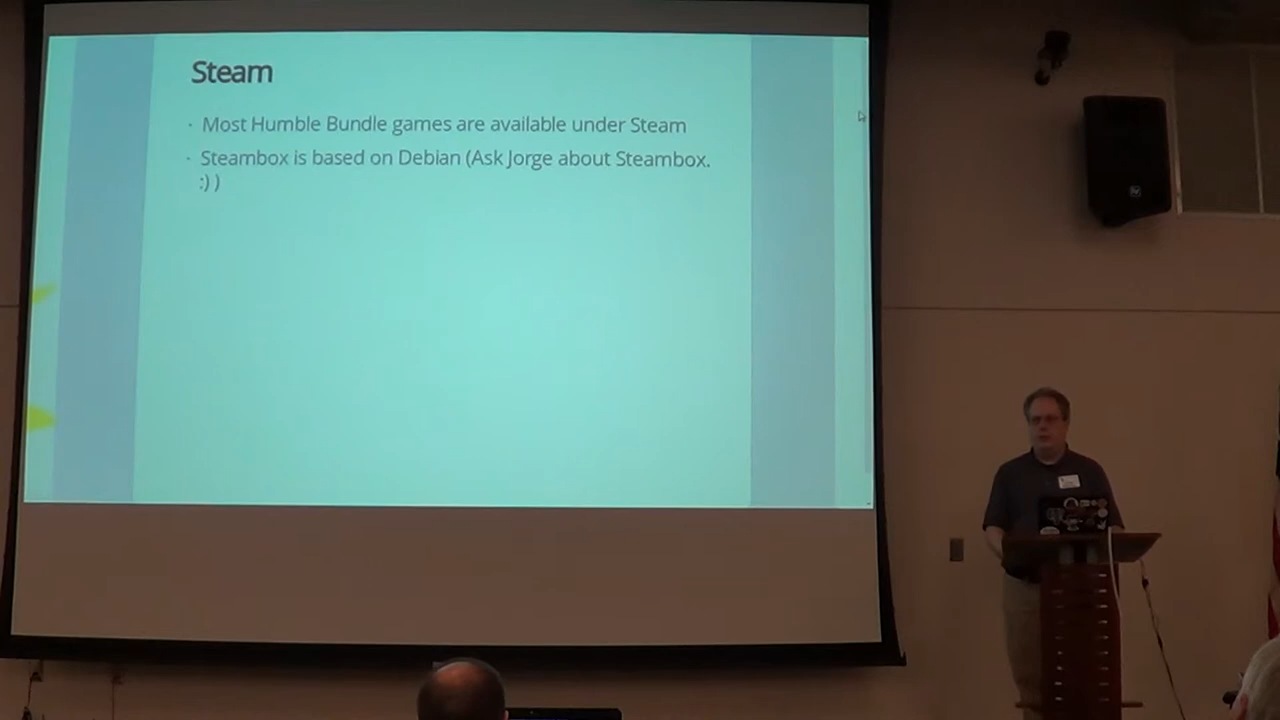 Steam
· Most Humble Bundle games are available under Steam
· Steambox is based on Debian (Ask Jorge about Steambox.
:) )